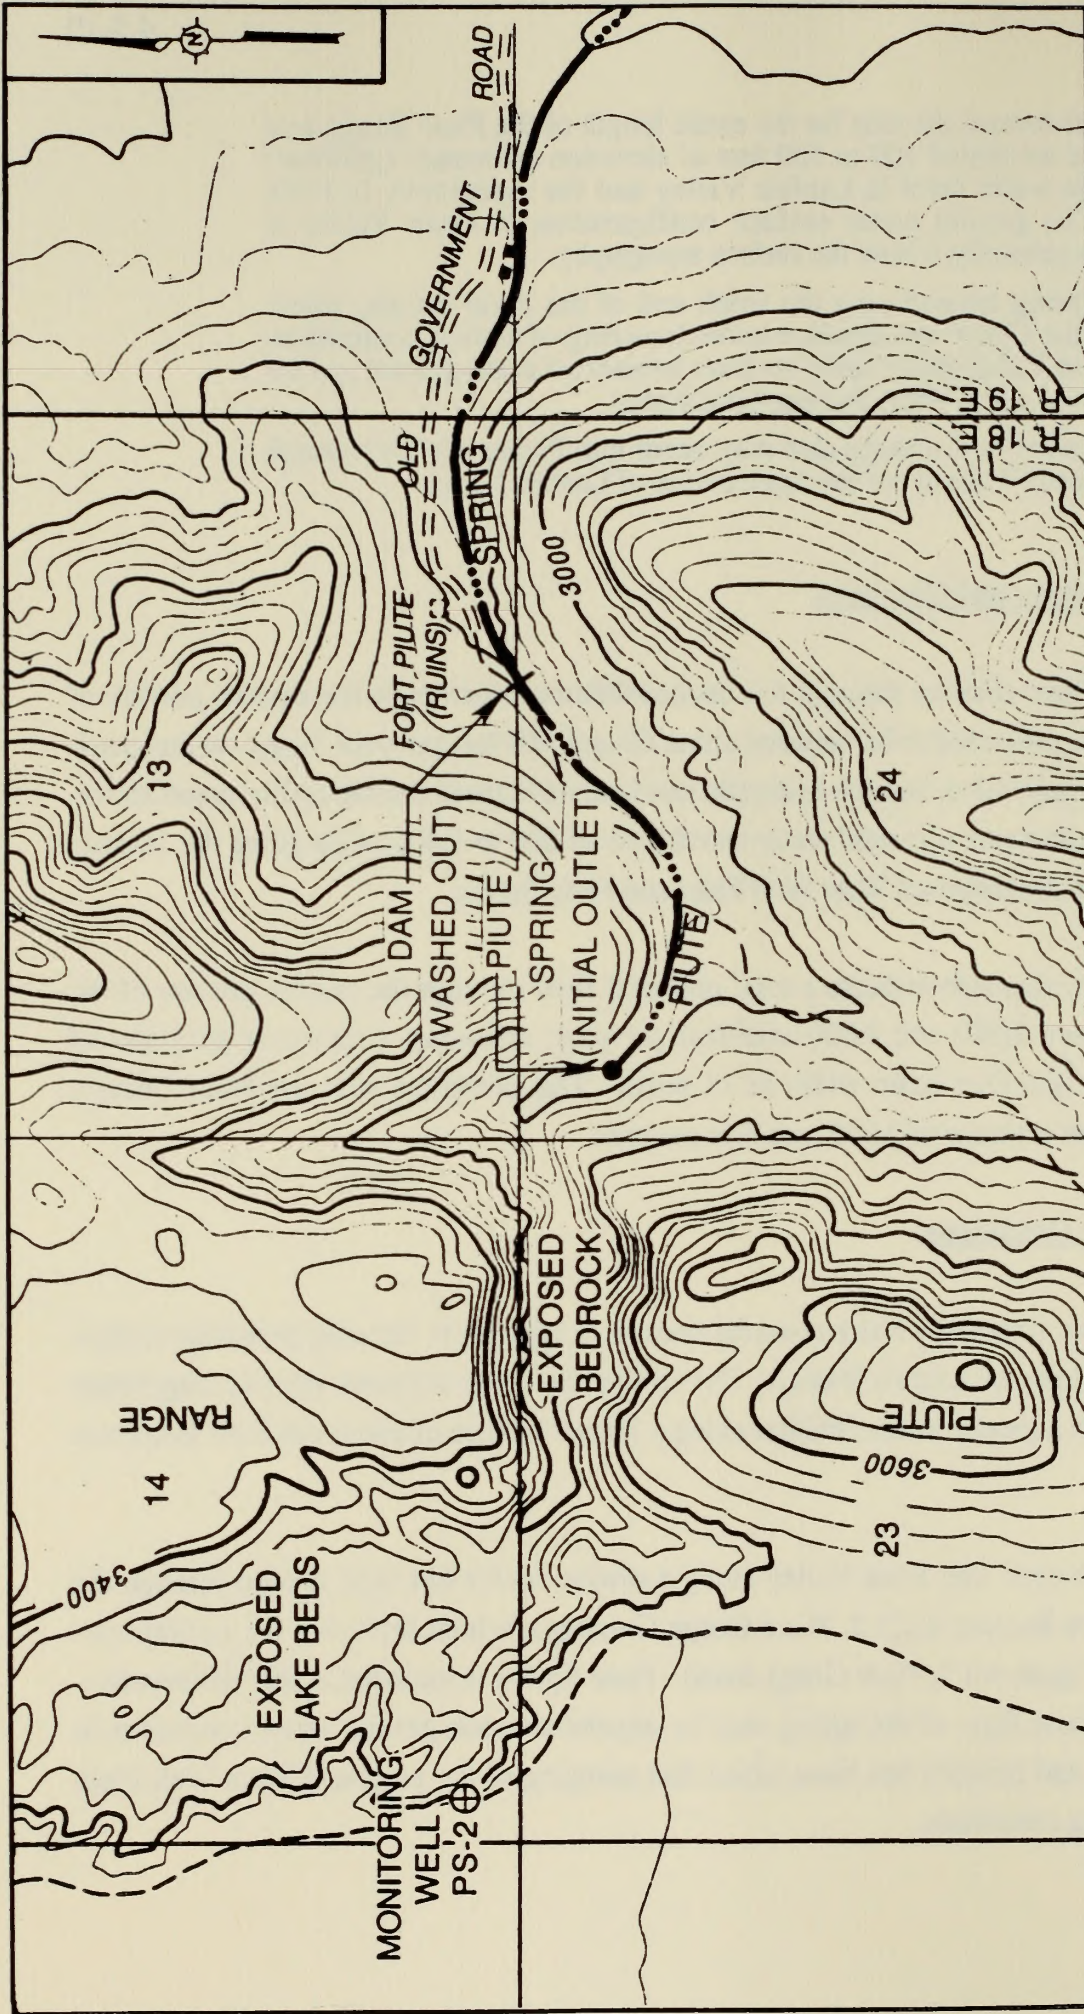 N
ROAD
GOVERNMENT
OLD
SPRING
R. 19 E
R. 18 E
3000
FORT PIUTE
(RUINS)
13
24
DAM
(WASHED OUT)
PIUTE
SPRING
(INITIAL OUTLET)
PIUTE
EXPOSED
BEDROCK
RANGE
14
PIUTE
3600
23
3400
EXPOSED
LAKE BEDS
MONITORING
WELL
PS-2